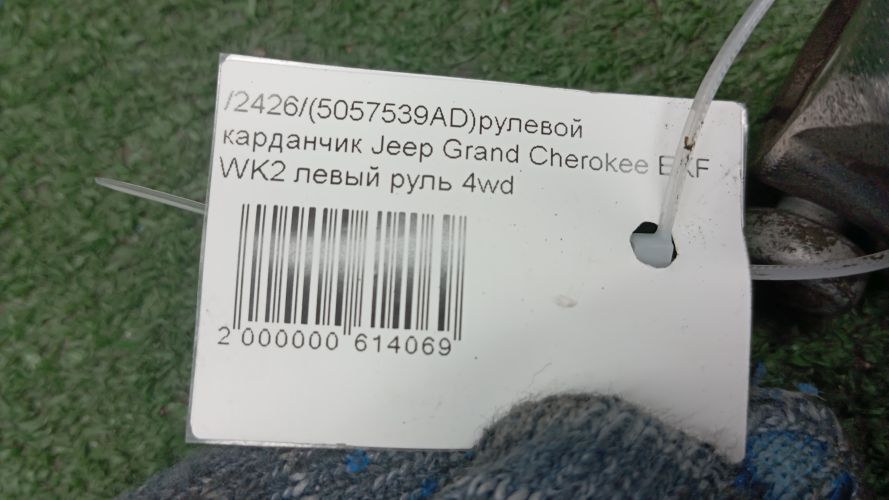 /2426/(5057539AD)рулевой
карданчик Jeep Grand Cherokee
WK2 левый руль 4wd
2 000000 614069